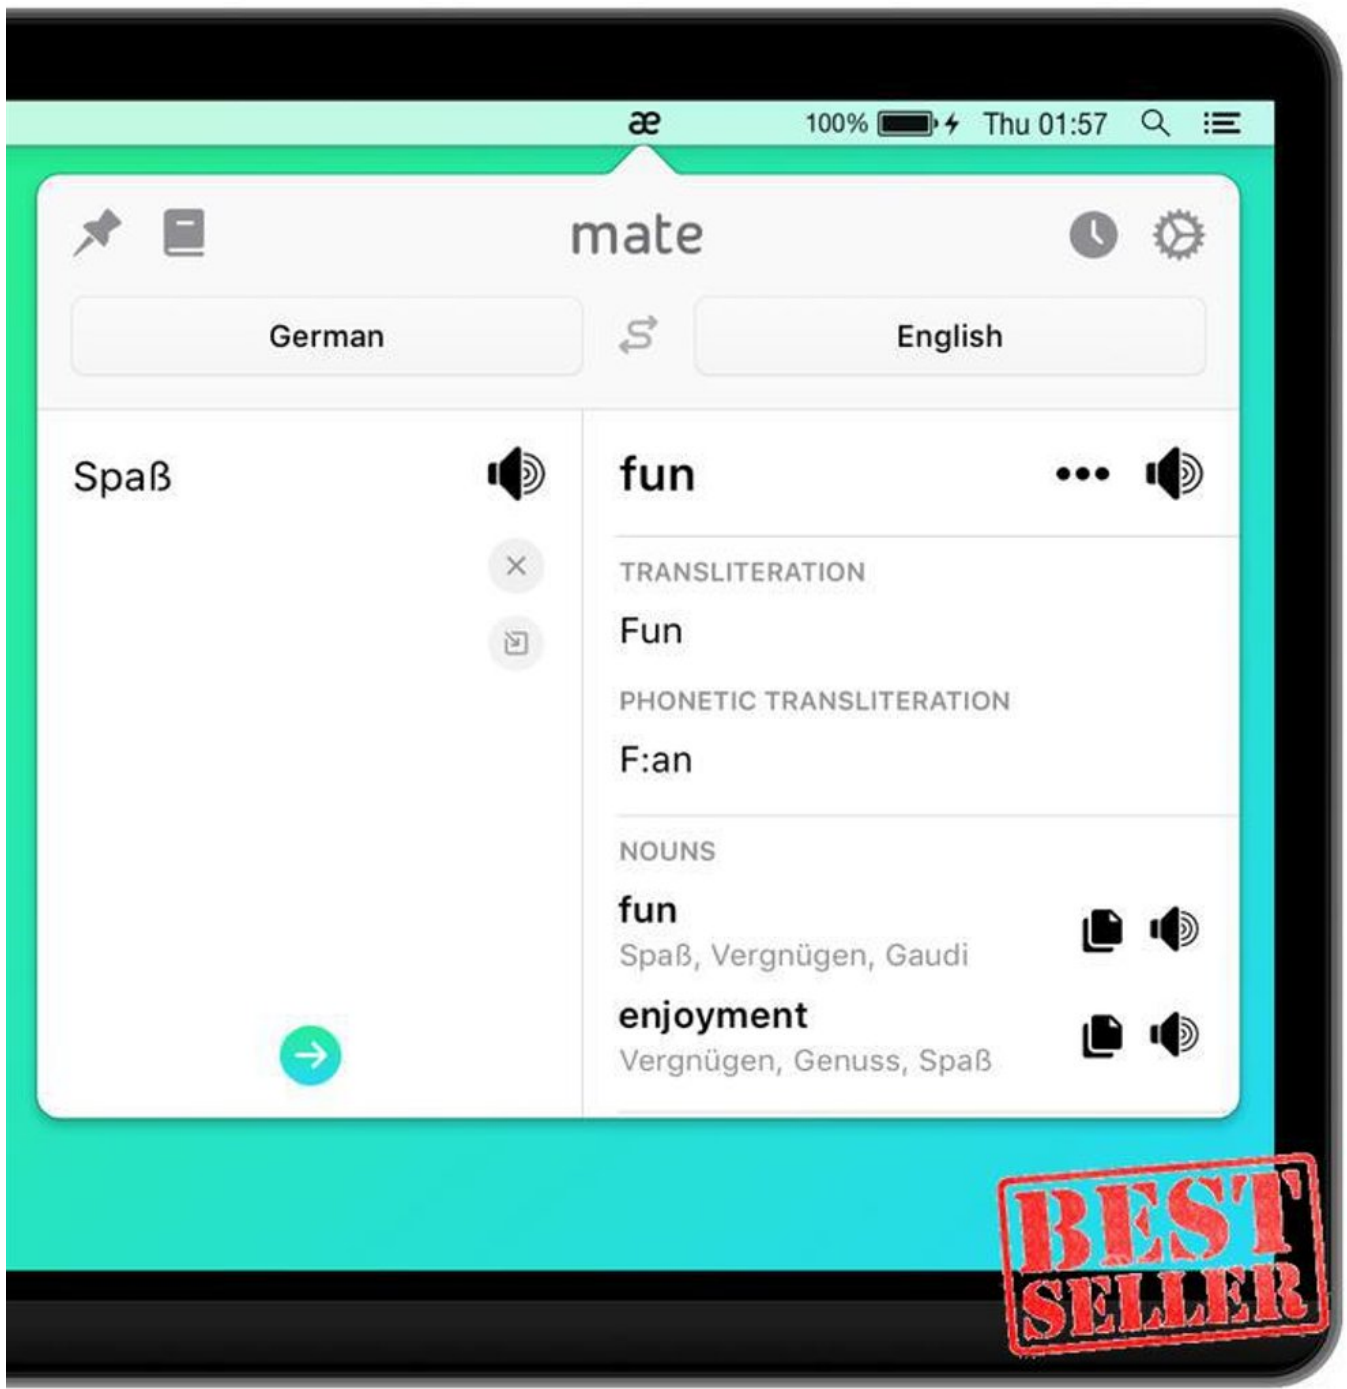 æ 100% Thu 01:57
mate
German English
Spaß
fun
TRANSLITERATION
Fun
PHONETIC TRANSLITERATION
F:an
NOUNS
fun
Spaß, Vergnügen, Gaudi
enjoyment
Vergnügen, Genuss, Spaß
BEST
SELLER